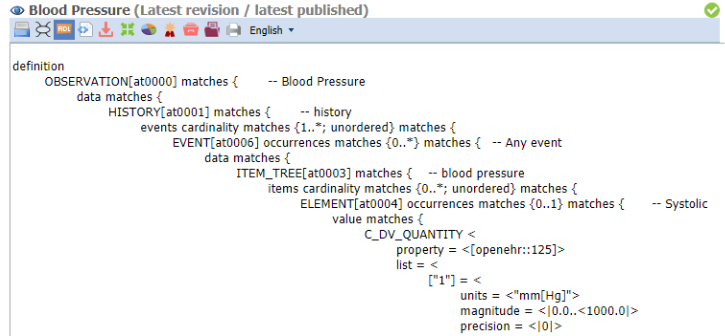 Blood Pressure (Latest revision / latest published)
ADL English
definition
OBSERVATION[at0000] matches { -- Blood Pressure
data matches {
HISTORY[at0001] matches { -- history
events cardinality matches {1..*; unordered} matches {
EVENT[at0006] occurrences matches {0..*} matches { -- Any event
data matches {
ITEM_TREE[at0003] matches { -- blood pressure
items cardinality matches {0..*; unordered} matches {
ELEMENT[at0004] occurrences matches {0..1} matches { -- Systolic
value matches {
C_DV_QUANTITY <
property = <[openehr::125]>
list = <
["1"] = <
units = <"mm[Hg]">
magnitude = <|0.0..<1000.0|>
precision = <|0|>